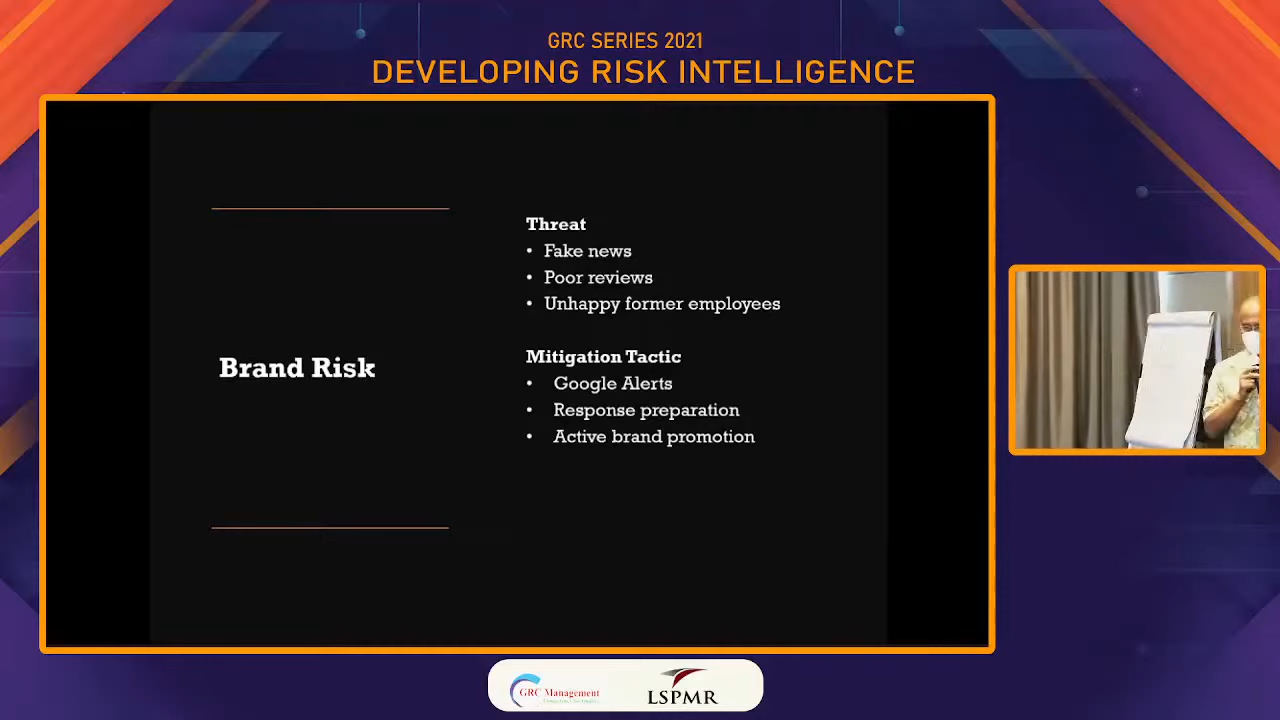 GRC SERIES 2021
DEVELOPING RISK INTELLIGENCE
Brand Risk
Threat
• Fake news
• Poor reviews
• Unhappy former employees
Mitigation Tactic
• Google Alerts
• Response preparation
• Active brand promotion
GRC Management
LSPMR